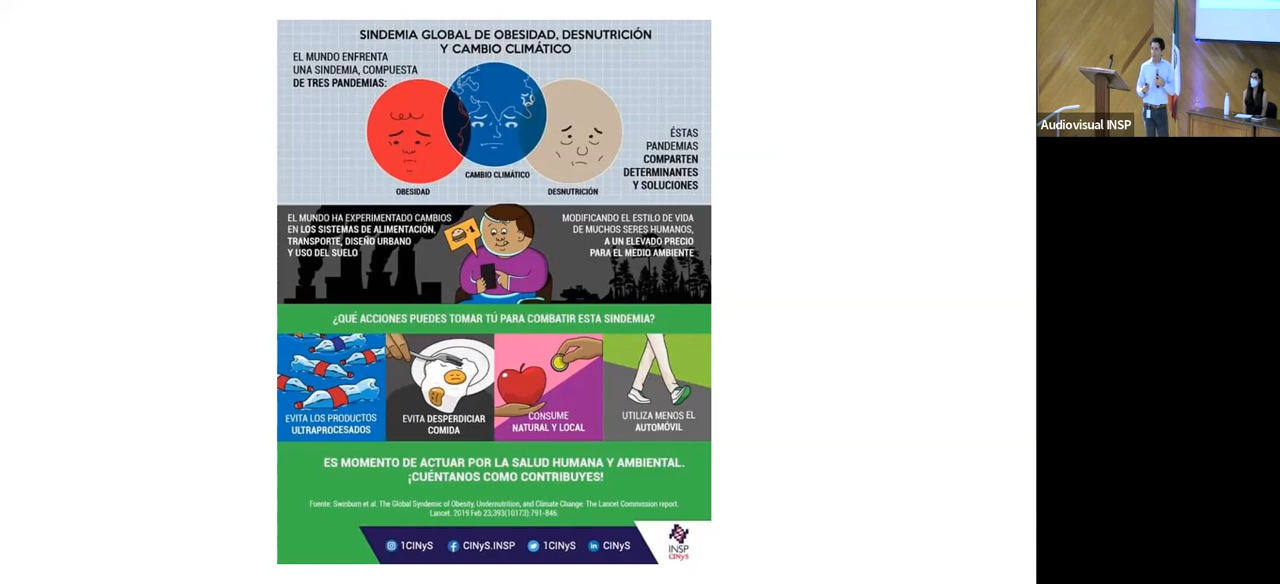 SINDEMIA GLOBAL DE OBESIDAD, DESNUTRICIÓN
Y CAMBIO CLIMÁTICO
EL MUNDO ENFRENTA
UNA SINDEMIA, COMPUESTA
DE TRES PANDEMIAS:
OBESIDAD
CAMBIO CLIMÁTICO
DESNUTRICIÓN
ÉSTAS
PANDEMIAS
COMPARTEN
DETERMINANTES
Y SOLUCIONES
EL MUNDO HA EXPERIMENTADO CAMBIOS
EN LOS SISTEMAS DE ALIMENTACIÓN,
TRANSPORTE, DISEÑO URBANO
Y USO DEL SUELO
1
MODIFICANDO EL ESTILO DE VIDA
DE MUCHOS SERES HUMANOS,
A UN ELEVADO PRECIO
PARA EL MEDIO AMBIENTE
¿QUÉ ACCIONES PUEDES TOMAR TÚ PARA COMBATIR ESTA SINDEMIA?
EVITA LOS PRODUCTOS
ULTRAPROCESADOS
EVITA DESPERDICIAR
COMIDA
CONSUME
NATURAL Y LOCAL
UTILIZA MENOS EL
AUTOMÓVIL
ES MOMENTO DE ACTUAR POR LA SALUD HUMANA Y AMBIENTAL.
¡CUÉNTANOS COMO CONTRIBUYES!
Fuente: Swinburn et al. The Global Syndemic of Obesity, Undernutrition, and Climate Change: The Lancet Commission report.
Lancet. 2019 Feb 23;393(10173):791-846.
1CINyS
CINyS.INSP
1CINyS
CINyS
INSP
CINyS
Audiovisual INSP